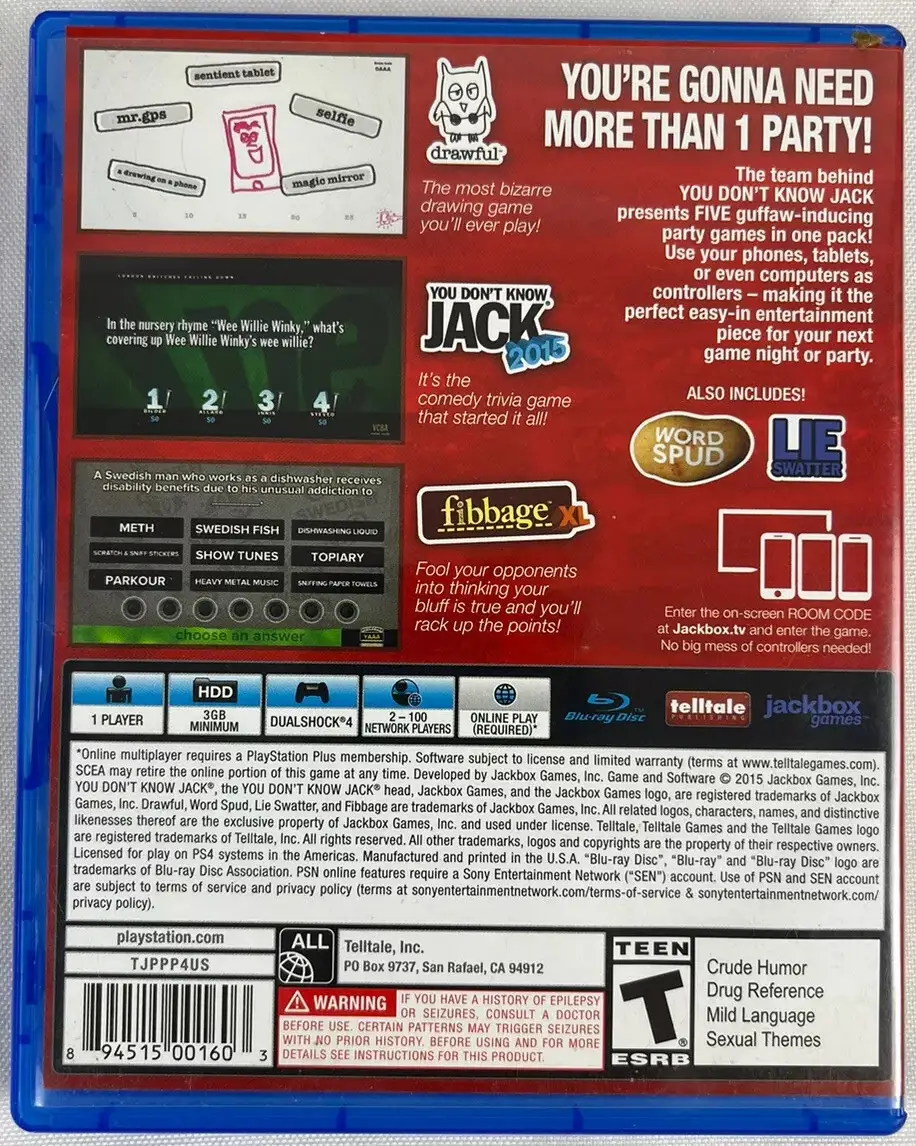 YOU'RE GONNA NEED
MORE THAN 1 PARTY!
The team behind
YOU DON'T KNOW JACK
presents FIVE guffaw-inducing
party games in one pack!
Use your phones, tablets,
or even computers as
controllers – making it the
perfect easy-in entertainment
piece for your next
game night or party.
ALSO INCLUDES!
WORD
SPUD
LIE
SWATTER
Enter the on-screen ROOM CODE
at Jackbox.tv and enter the game.
No big mess of controllers needed!
sentient tablet
mr.gps
selfie
a drawing on a phone
magic mirror
5 10 15 20 25
drawful™
The most bizarre
drawing game
you'll ever play!
LONDON BRITCHES FALLING DOWN
In the nursery rhyme "Wee Willie Winky," what's
covering up Wee Willie Winky's wee willie?
1 2 3 4
$0 $0 $0 $0
YOU DON'T KNOW
JACK®
2015
It's the
comedy trivia game
that started it all!
A Swedish man who works as a dishwasher receives
disability benefits due to his unusual addiction to
METH SWEDISH FISH DISHWASHING LIQUID
SCRATCH & SNIFF STICKERS SHOW TUNES TOPIARY
PARKOUR HEAVY METAL MUSIC SNIFFING PAPER TOWELS
choose an answer
fibbage™ XL
Fool your opponents
into thinking your
bluff is true and you'll
rack up the points!
1 PLAYER
HDD
3GB
MINIMUM
DUALSHOCK®4
2 – 100
NETWORK PLAYERS
ONLINE PLAY
(REQUIRED)*
Blu-ray Disc™
telltale
PUBLISHING
jackbox
games™
*Online multiplayer requires a PlayStation Plus membership. Software subject to license and limited warranty (terms at www.telltalegames.com).
SCEA may retire the online portion of this game at any time. Developed by Jackbox Games, Inc. Game and Software © 2015 Jackbox Games, Inc.
YOU DON'T KNOW JACK®, the YOU DON'T KNOW JACK® head, Jackbox Games, and the Jackbox Games logo, are registered trademarks of Jackbox
Games, Inc. Drawful, Word Spud, Lie Swatter, and Fibbage are trademarks of Jackbox Games, Inc. All related logos, characters, names, and distinctive
likenesses thereof are the exclusive property of Jackbox Games, Inc. and used under license. Telltale, Telltale Games and the Telltale Games logo
are registered trademarks of Telltale, Inc. All rights reserved. All other trademarks, logos and copyrights are the property of their respective owners.
Licensed for play on PS4 systems in the Americas. Manufactured and printed in the U.S.A. "Blu-ray Disc", "Blu-ray" and "Blu-ray Disc" logo are
trademarks of Blu-ray Disc Association. PSN online features require a Sony Entertainment Network ("SEN") account. Use of PSN and SEN account
are subject to terms of service and privacy policy (terms at sonyentertainmentnetwork.com/terms-of-service & sonytentertainmentnetwork.com/
privacy policy).
playstation.com
TJPPP4US
8 94515 00160 3
ALL
Telltale, Inc.
PO Box 9737, San Rafael, CA 94912
WARNING IF YOU HAVE A HISTORY OF EPILEPSY
OR SEIZURES, CONSULT A DOCTOR
BEFORE USE. CERTAIN PATTERNS MAY TRIGGER SEIZURES
WITH NO PRIOR HISTORY. BEFORE USING AND FOR MORE
DETAILS SEE INSTRUCTIONS FOR THIS PRODUCT.
TEEN
T®
ESRB
Crude Humor
Drug Reference
Mild Language
Sexual Themes